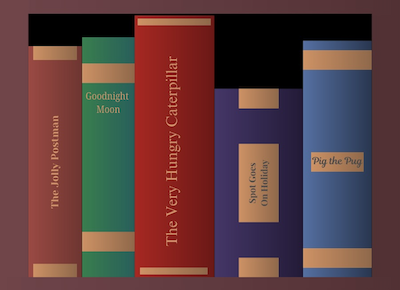 The Jolly Postman
Goodnight
Moon
The Very Hungry Caterpillar
Spot Goes
On Holiday
Pig the Pug